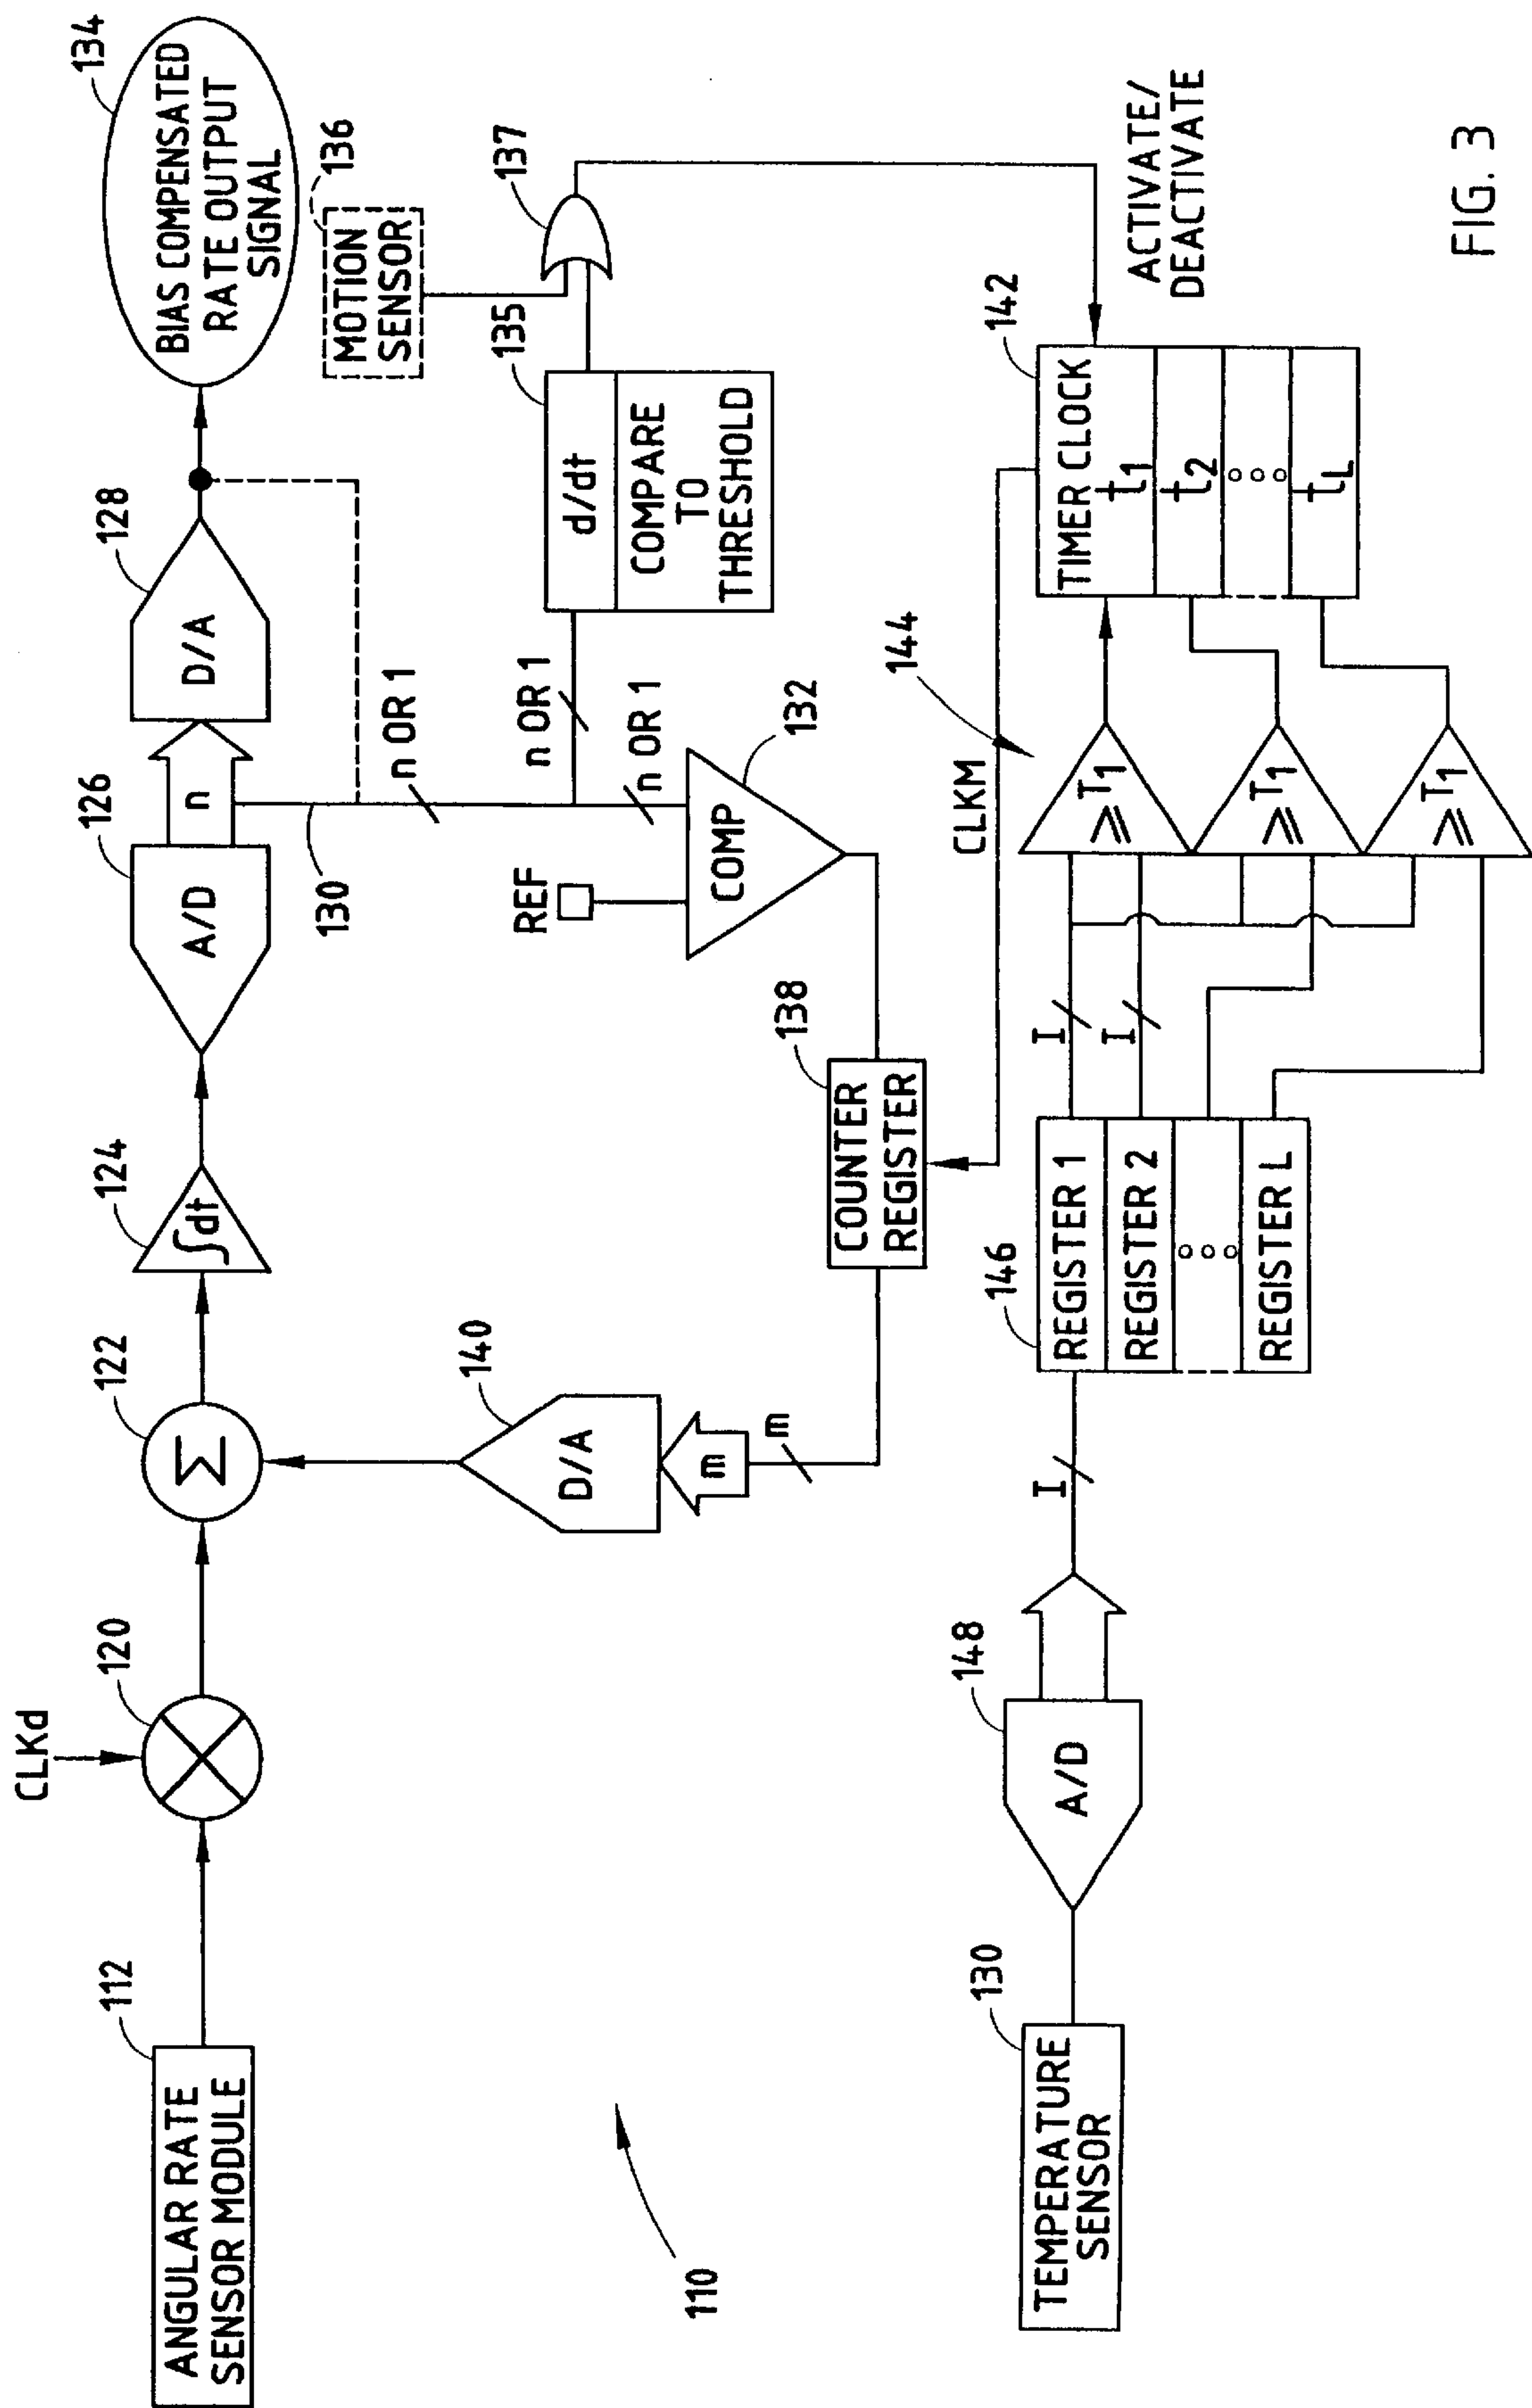 CLKd
112
120
122
124
126
128
134
ANGULAR RATE
SENSOR MODULE
Σ
∫dt
A/D
n
D/A
BIAS COMPENSATED
RATE OUTPUT
SIGNAL
130
n OR 1
136
MOTION
SENSOR
137
135
d/dt
COMPARE
TO
THRESHOLD
n OR 1
n OR 1
REF
COMP
132
140
D/A
m
m
138
COUNTER
REGISTER
110
CLKM
144
142
ACTIVATE/
DEACTIVATE
130
TEMPERATURE
SENSOR
148
A/D
I
146
REGISTER 1
REGISTER 2
REGISTER L
I
I
≥ T1
≥ T1
≥ T1
TIMER CLOCK
t1
t2
tL
FIG. 3